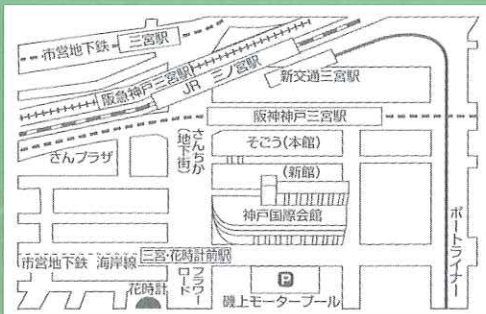 市営地下鉄
三宮駅
阪急神戸三宮駅
JR 三ノ宮駅
新交通三宮駅
阪神神戸三宮駅
さんちか
(地下街)
さんプラザ
そごう(本館)
(新館)
神戸国際会館
ポートライナー
市営地下鉄 海岸線
三宮・花時計前駅
花時計
フラワー
ロード
P
磯上モータープール